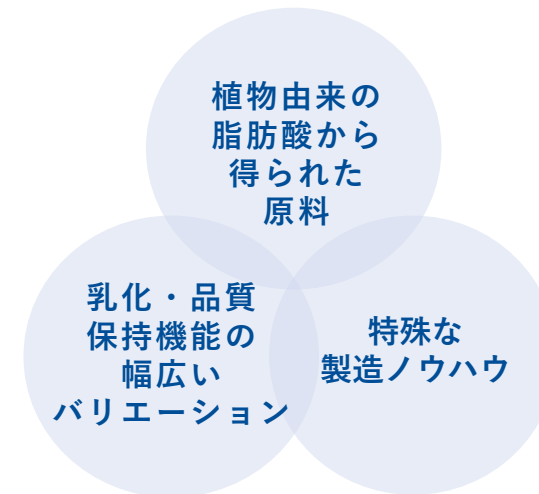 植物由来の
脂肪酸から
得られた
原料
乳化・品質
保持機能の
幅広い
バリエーション
特殊な
製造ノウハウ